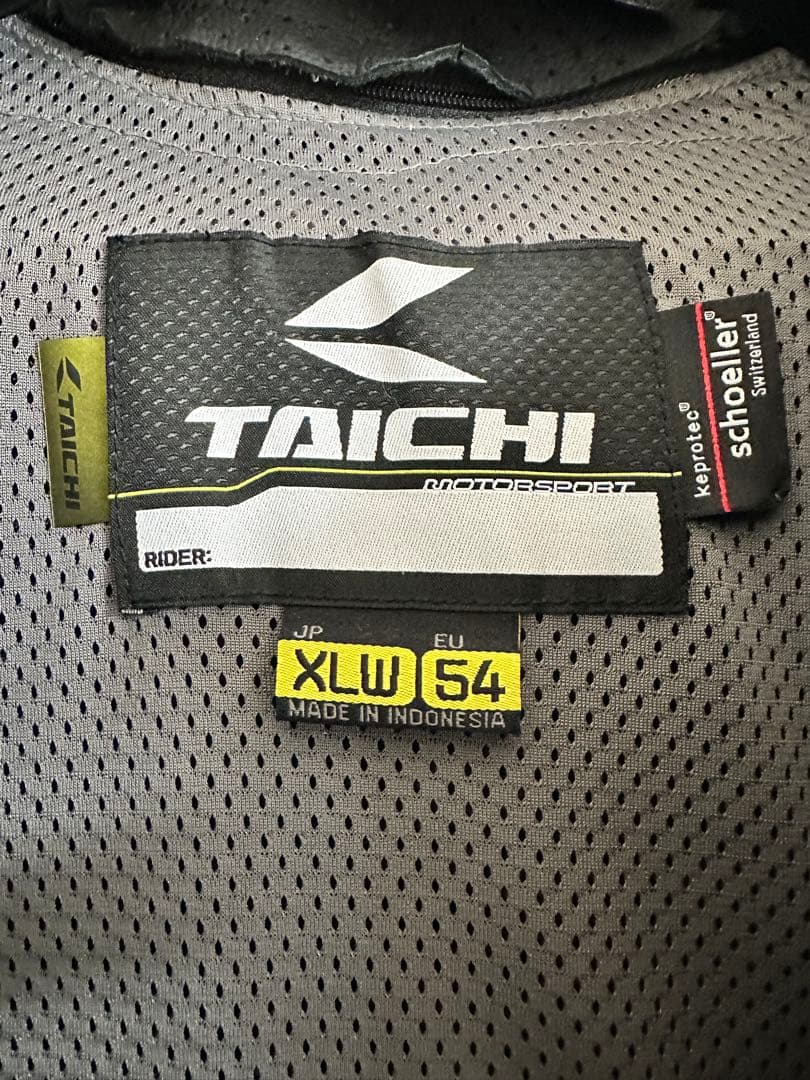 TAICHI
TAICHI
MOTORSPORT
RIDER:
keprotec®
schoeller®
Switzerland
JP EU
XLW 54
MADE IN INDONESIA